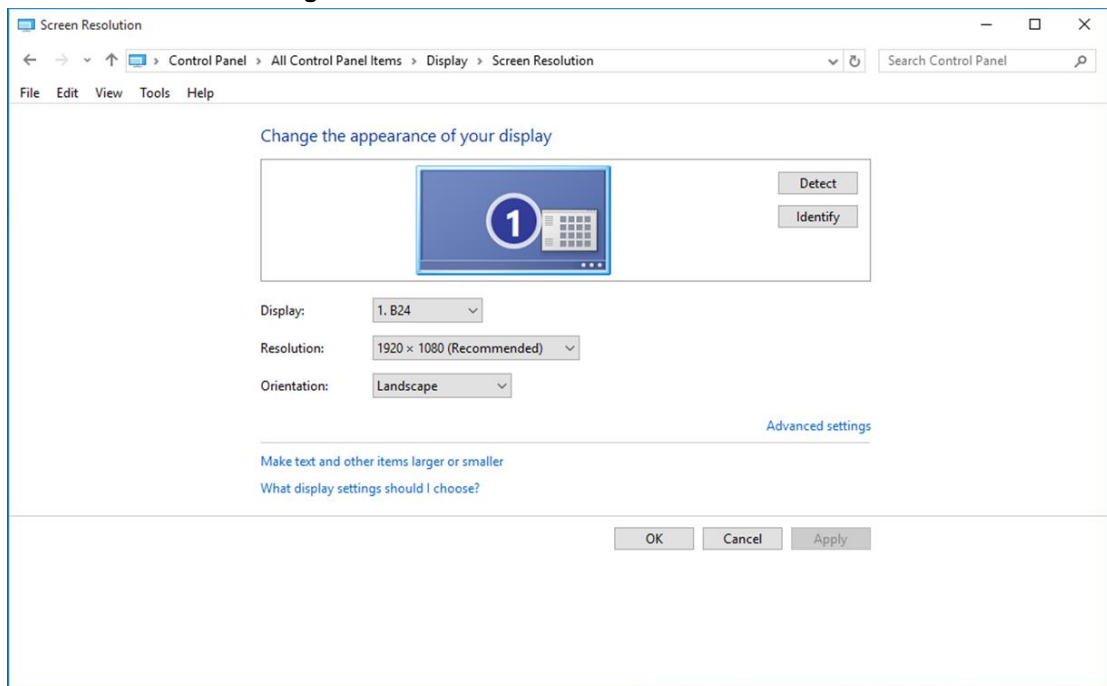 g
Screen Resolution
Control Panel > All Control Panel Items > Display > Screen Resolution
Search Control Panel
File Edit View Tools Help
Change the appearance of your display
1
Detect
Identify
Display: 1. B24
Resolution: 1920 × 1080 (Recommended)
Orientation: Landscape
Advanced settings
Make text and other items larger or smaller
What display settings should I choose?
OK Cancel Apply